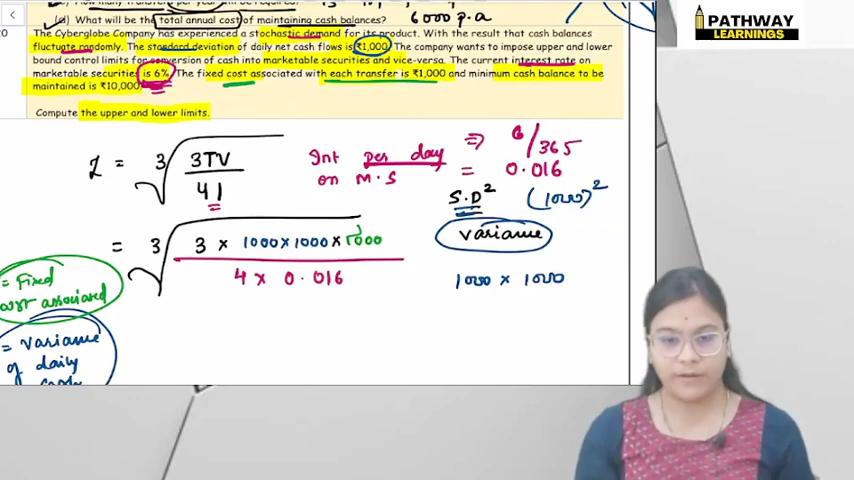 (d) What will be the total annual cost of maintaining cash balances? 6000 p.a
The Cyberglobe Company has experienced a stochastic demand for its product. With the result that cash balances
fluctuate randomly. The standard deviation of daily net cash flows is ₹1,000. The company wants to impose upper and lower
bound control limits for conversion of cash into marketable securities and vice-versa. The current interest rate on
marketable securities is 6%. The fixed cost associated with each transfer is ₹1,000 and minimum cash balance to be
maintained is ₹10,000.
Compute the upper and lower limits.
PATHWAY
LEARNINGS
Z = 3√ 3TV
4I
Int per day ⇒ 6/365
on M.S = 0.016
S.D² (1000)²
variance
= 3√ 3 × 1000×1000×1000
4 × 0.016
1000 × 1000
= Fixed
cost associated
= Variance
of daily
cash